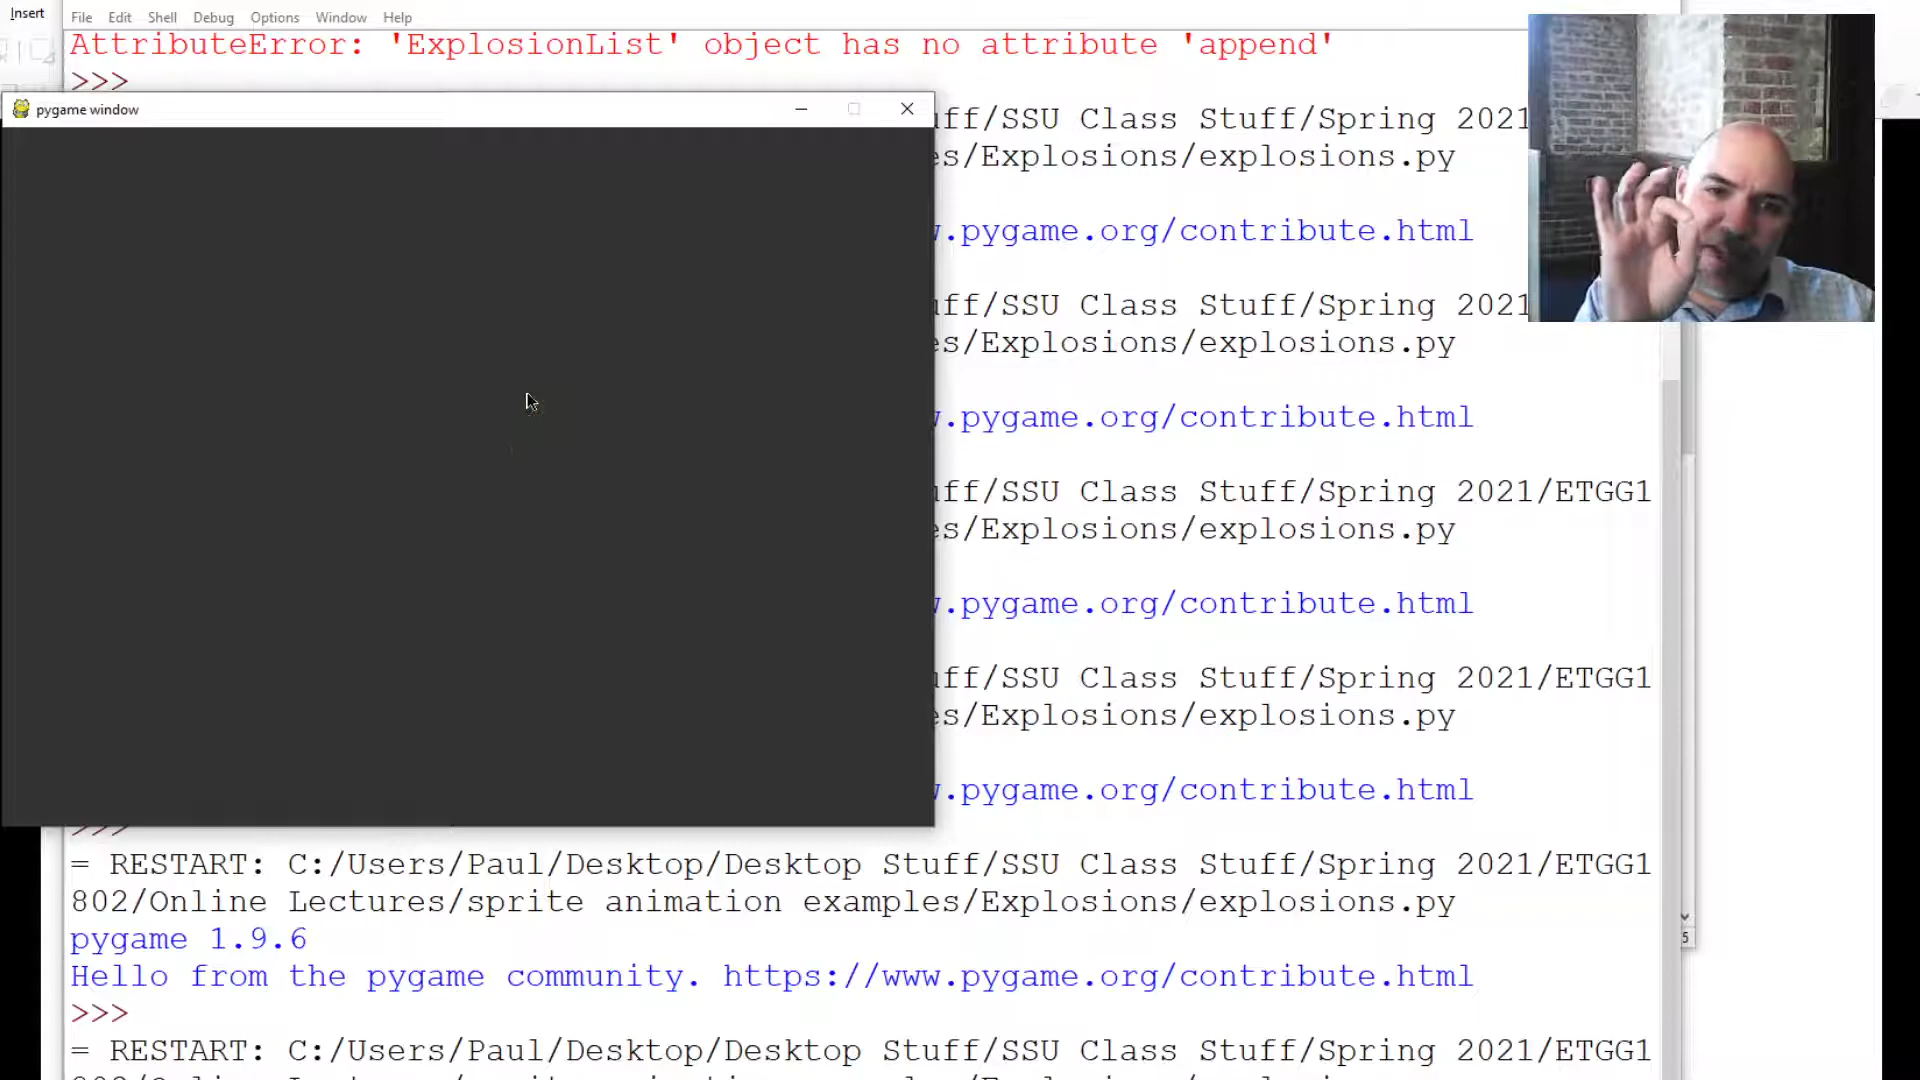 Insert
File Edit Shell Debug Options Window Help
AttributeError: 'ExplosionList' object has no attribute 'append'
>>>
pygame window
ff/SSU Class Stuff/Spring 2021
s/Explosions/explosions.py
.pygame.org/contribute.html
ff/SSU Class Stuff/Spring 2021
s/Explosions/explosions.py
.pygame.org/contribute.html
ff/SSU Class Stuff/Spring 2021/ETGG1
s/Explosions/explosions.py
.pygame.org/contribute.html
ff/SSU Class Stuff/Spring 2021/ETGG1
s/Explosions/explosions.py
.pygame.org/contribute.html
>>>
= RESTART: C:/Users/Paul/Desktop/Desktop Stuff/SSU Class Stuff/Spring 2021/ETGG1
802/Online Lectures/sprite animation examples/Explosions/explosions.py
pygame 1.9.6
Hello from the pygame community. https://www.pygame.org/contribute.html
>>>
= RESTART: C:/Users/Paul/Desktop/Desktop Stuff/SSU Class Stuff/Spring 2021/ETGG1